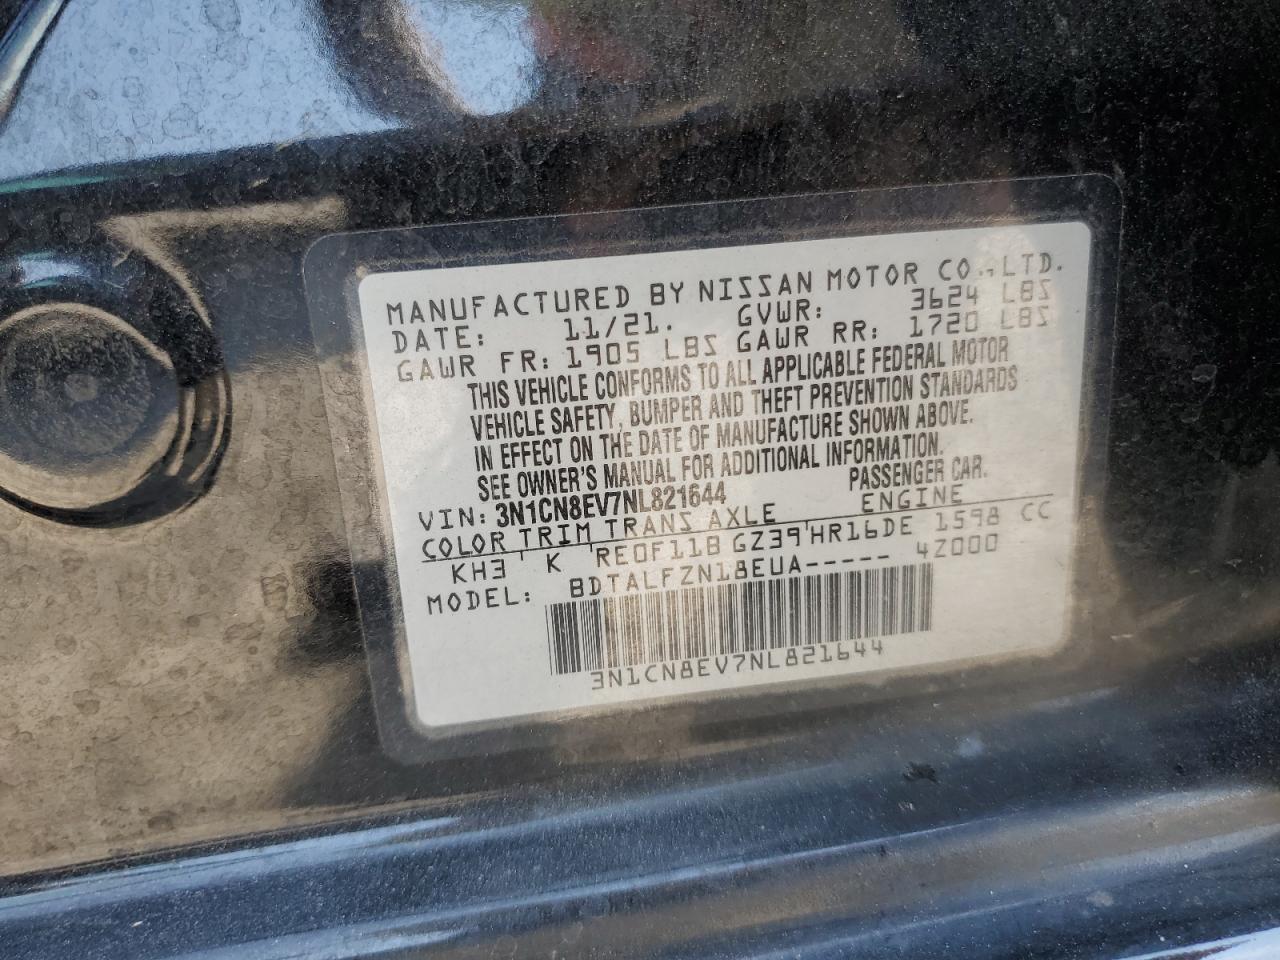 MANUFACTURED BY NISSAN MOTOR CO.,LTD.
DATE: 11/21. GVWR: 3624 LBS
GAWR FR: 1905 LBS GAWR RR: 1720 LBS
THIS VEHICLE CONFORMS TO ALL APPLICABLE FEDERAL MOTOR
VEHICLE SAFETY, BUMPER AND THEFT PREVENTION STANDARDS
IN EFFECT ON THE DATE OF MANUFACTURE SHOWN ABOVE.
SEE OWNER'S MANUAL FOR ADDITIONAL INFORMATION.
VIN: 3N1CN8EV7NL821644 PASSENGER CAR.
COLOR TRIM TRANS AXLE ENGINE
KH3 K RE0F11B GZ39 HR16DE 1598 CC
MODEL: BDTALFZN18EUA----- 4Z000
3N1CN8EV7NL821644